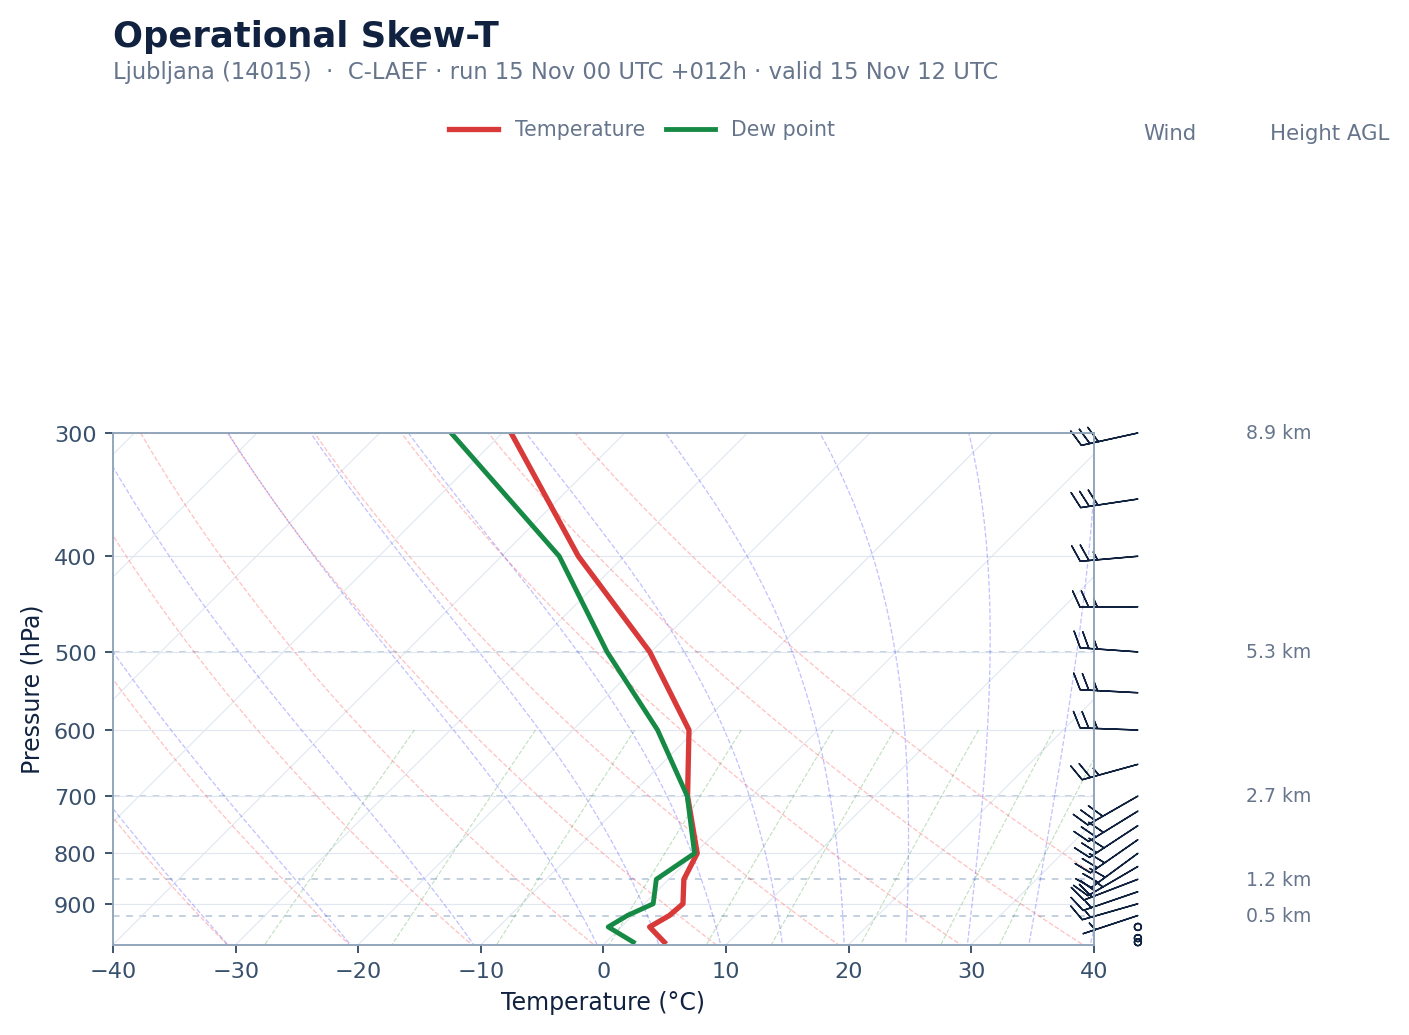 Operational Skew-T
Ljubljana (14015)  ·  C-LAEF · run 15 Nov 00 UTC +012h · valid 15 Nov 12 UTC
Temperature
Dew point
Wind
Height AGL
300
400
500
600
700
800
900
Pressure (hPa)
8.9 km
5.3 km
2.7 km
1.2 km
0.5 km
−40
−30
−20
−10
0
10
20
30
40
Temperature (°C)